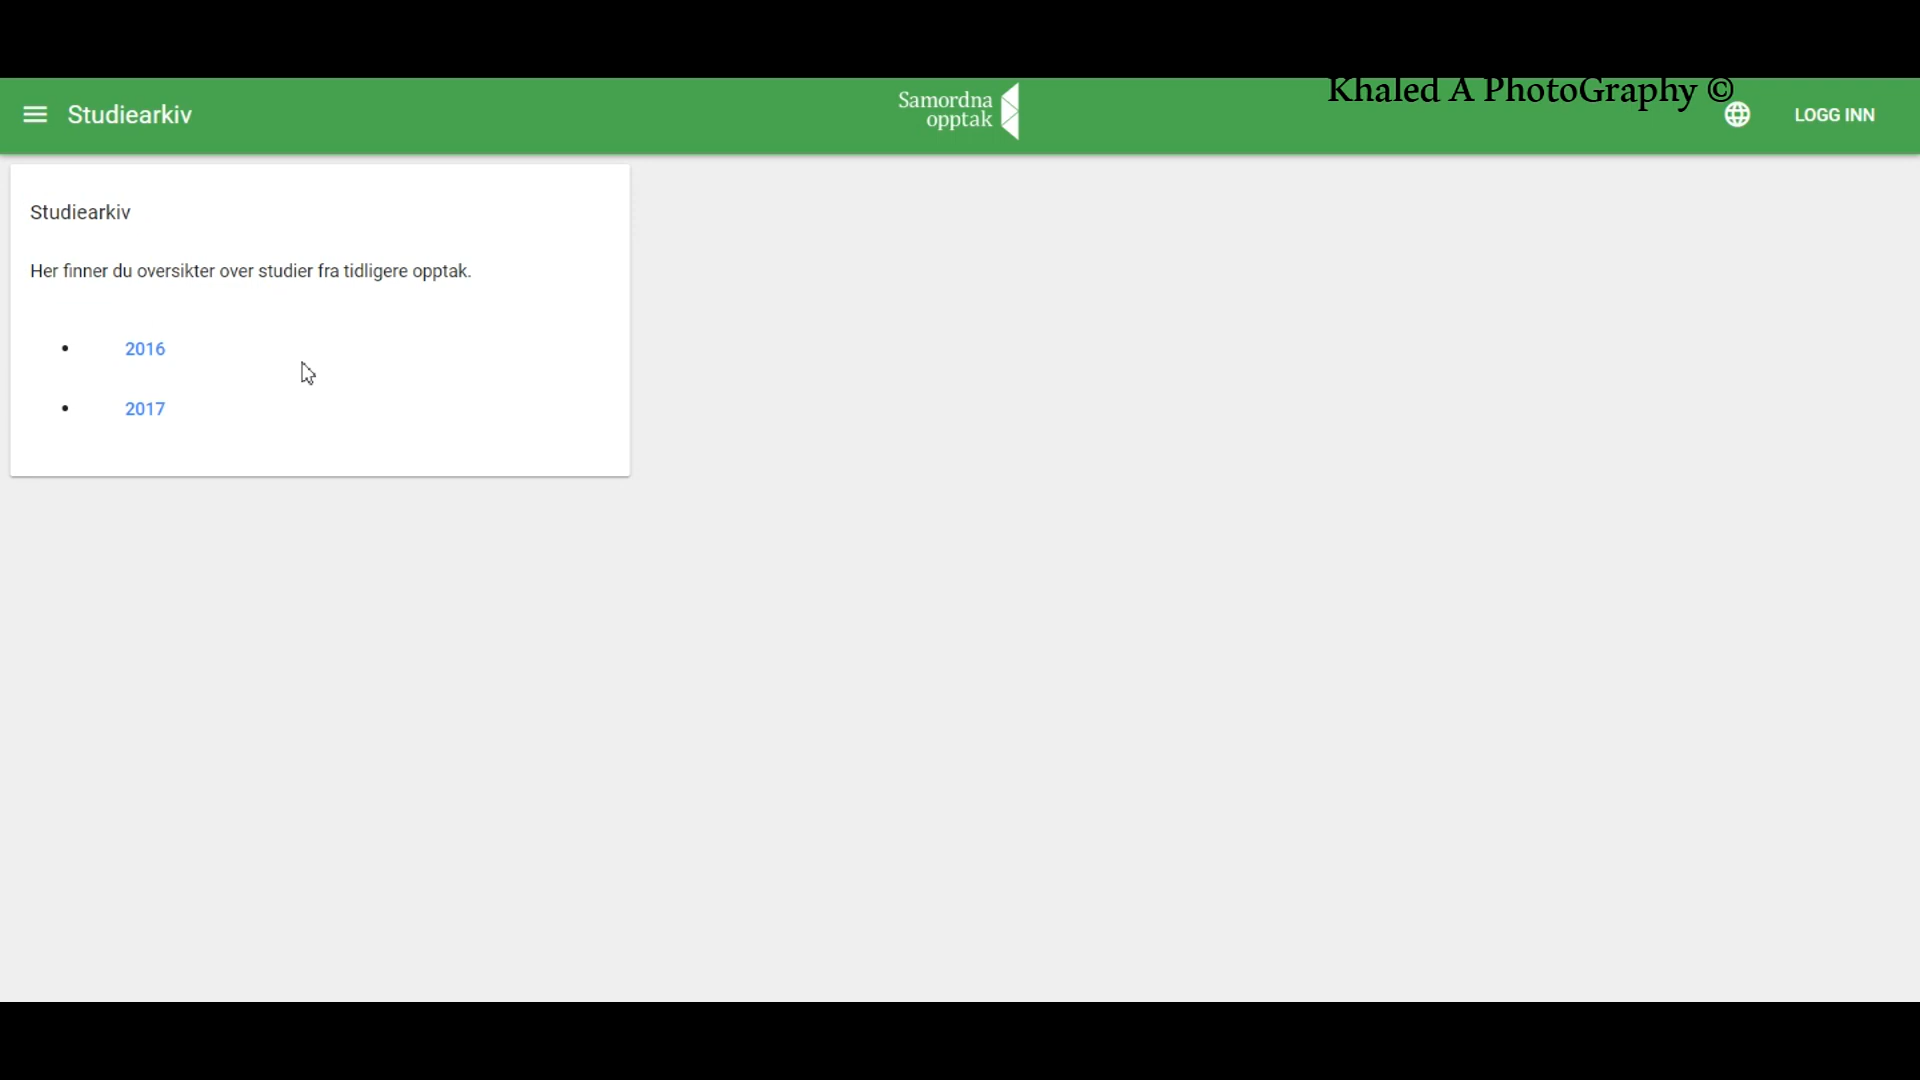 Khaled A PhotoGraphy ©
Studiearkiv
Samordna
opptak
LOGG INN
Studiearkiv
Her finner du oversikter over studier fra tidligere opptak.
• 2016
• 2017